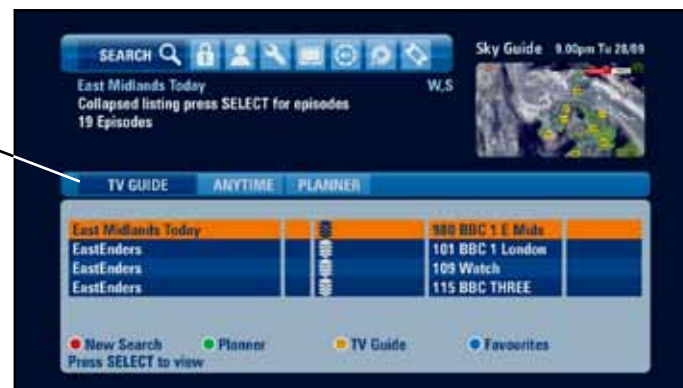 SEARCH
Sky Guide 9.00pm Tu 28/09
East Midlands Today W,S
Collapsed listing press SELECT for episodes
19 Episodes
TV GUIDE ANYTIME PLANNER
East Midlands Today 980 BBC 1 E Mids
EastEnders 101 BBC 1 London
EastEnders 109 Watch
EastEnders 115 BBC THREE
New Search Planner TV Guide Favourites
Press SELECT to view